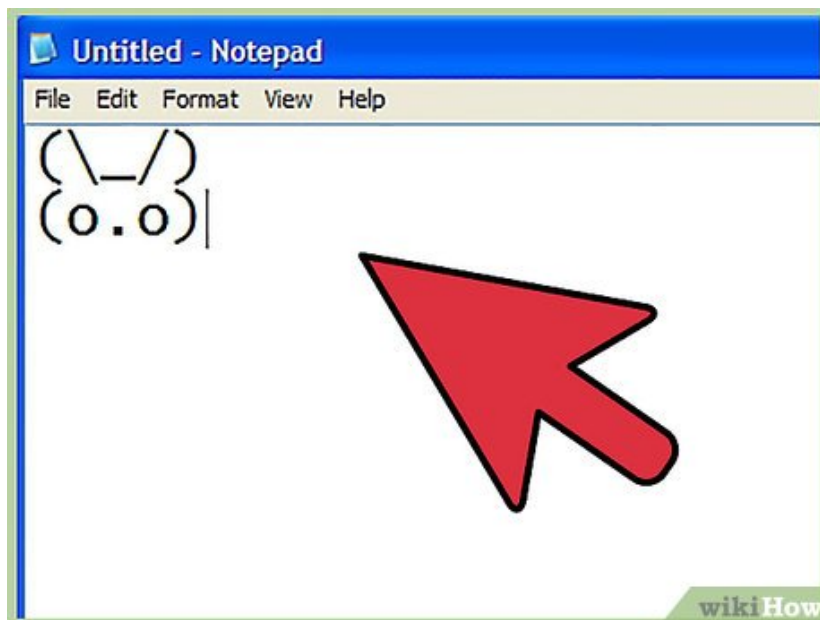 Untitled - Notepad
File Edit Format View Help
(\_/)
(o.o)
wikiHow